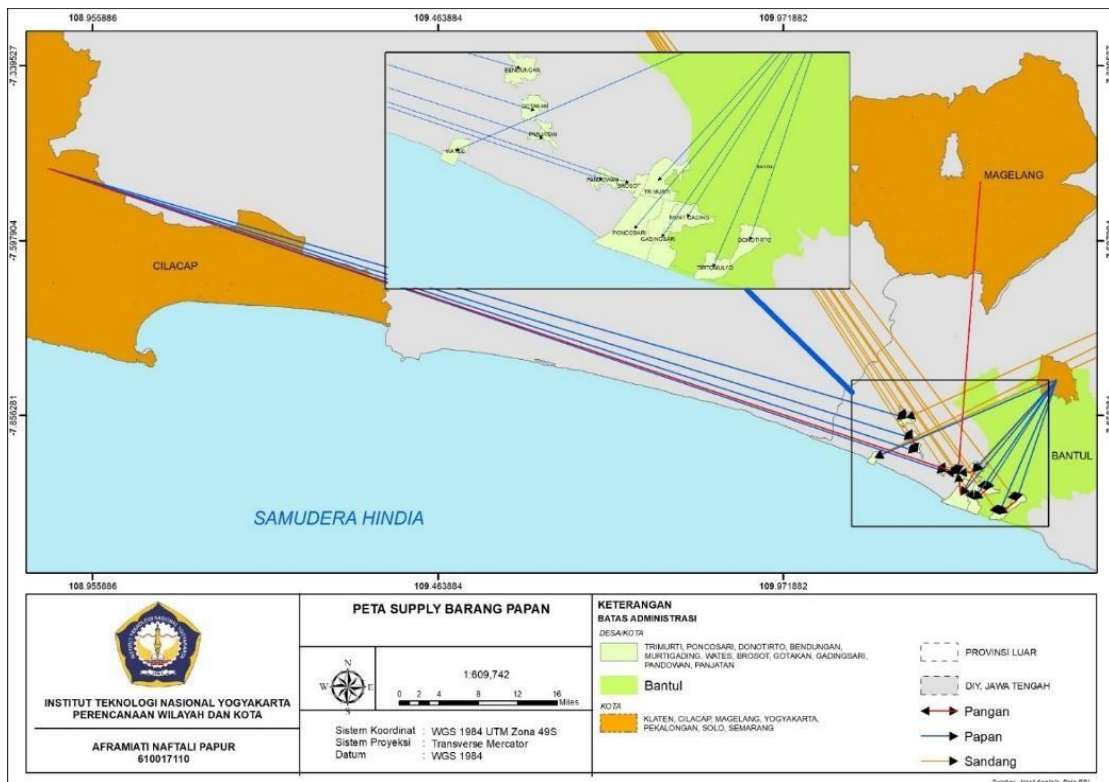 108.955886
109.463884
109.971882
-7.339527
-7.597904
-7.856281
BENDUNGAN
GOTAKAN
PANJATAN
WATES
PANDOWAN
BROSOT
TRIMURTI
PONCOSARI
GADINGSARI
DONOTIRTO
MAGELANG
CILACAP
BANTUL
SAMUDERA HINDIA
108.955886
109.463884
109.971882
INSTITUT TEKNOLOGI NASIONAL YOGYAKARTA
PERENCANAAN WILAYAH DAN KOTA
AFRAMIATI NAFTALI PAPUR
610017110
PETA SUPPLY BARANG PAPAN
N
W E
S
1:609,742
0 2 4 8 12 16
Miles
Sistem Koordinat : WGS 1984 UTM Zona 49S
Sistem Proyeksi : Transverse Mercator
Datum : WGS 1984
KETERANGAN
BATAS ADMINISTRASI
DESA/KOTA
TRIMURTI, PONCOSARI, DONOTIRTO, BENDUNGAN,
MURTIGADING, WATES, BROSOT, GOTAKAN, GADINGSARI,
PANDOWAN, PANJATAN
Bantul
KOTA
KLATEN, CILACAP, MAGELANG, YOGYAKARTA,
PEKALONGAN, SOLO, SEMARANG
PROVINSI LUAR
DIY, JAWA TENGAH
Pangan
Papan
Sandang